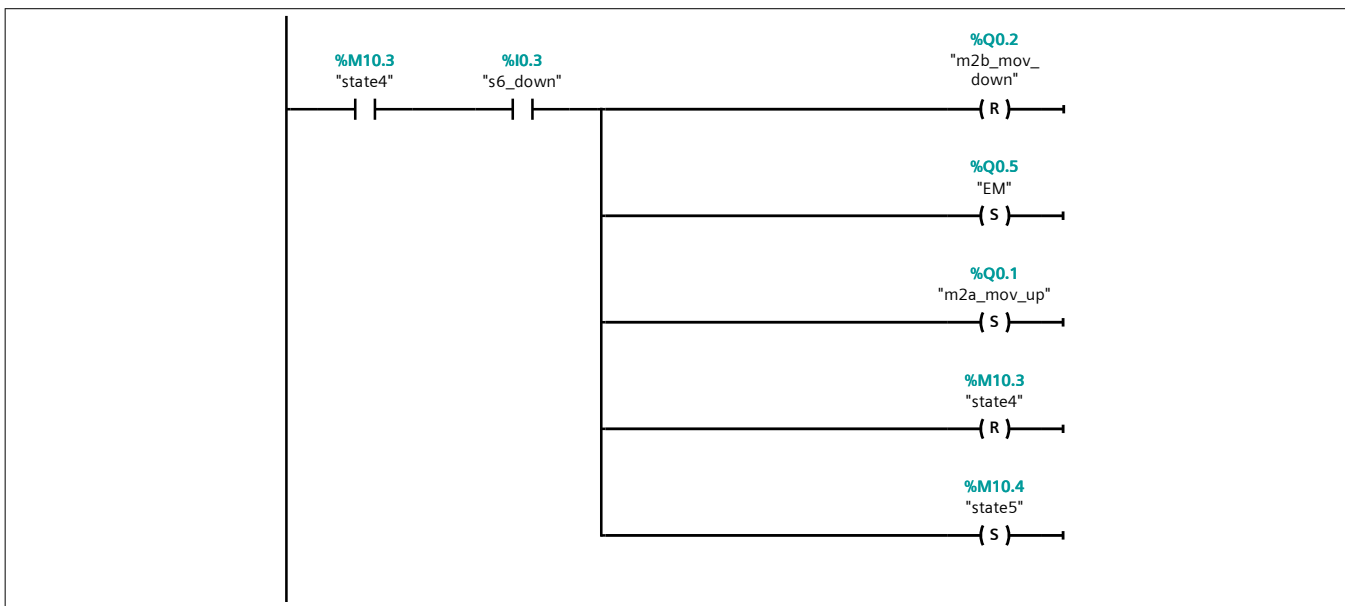 %M10.3
"state4"
%I0.3
"s6_down"
%Q0.2
"m2b_mov_
down"
R
%Q0.5
"EM"
S
%Q0.1
"m2a_mov_up"
S
%M10.3
"state4"
R
%M10.4
"state5"
S